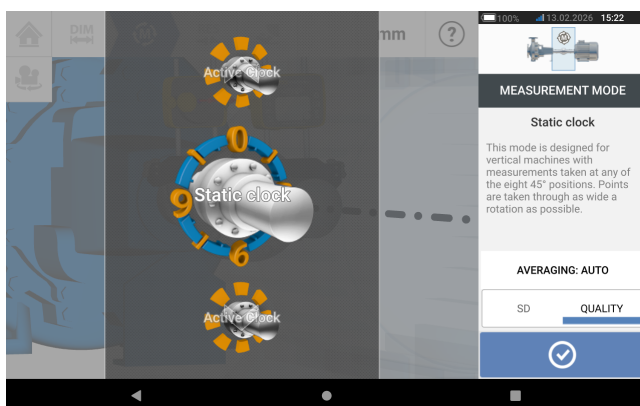 100% 13.02.2026 15:22
DIM
mm
?
MEASUREMENT MODE
Active Clock
Static clock
Static clock
This mode is designed for
vertical machines with
measurements taken at any of
the eight 45° positions. Points
are taken through as wide a
rotation as possible.
0
9
6
Active Clock
AVERAGING: AUTO
SD QUALITY